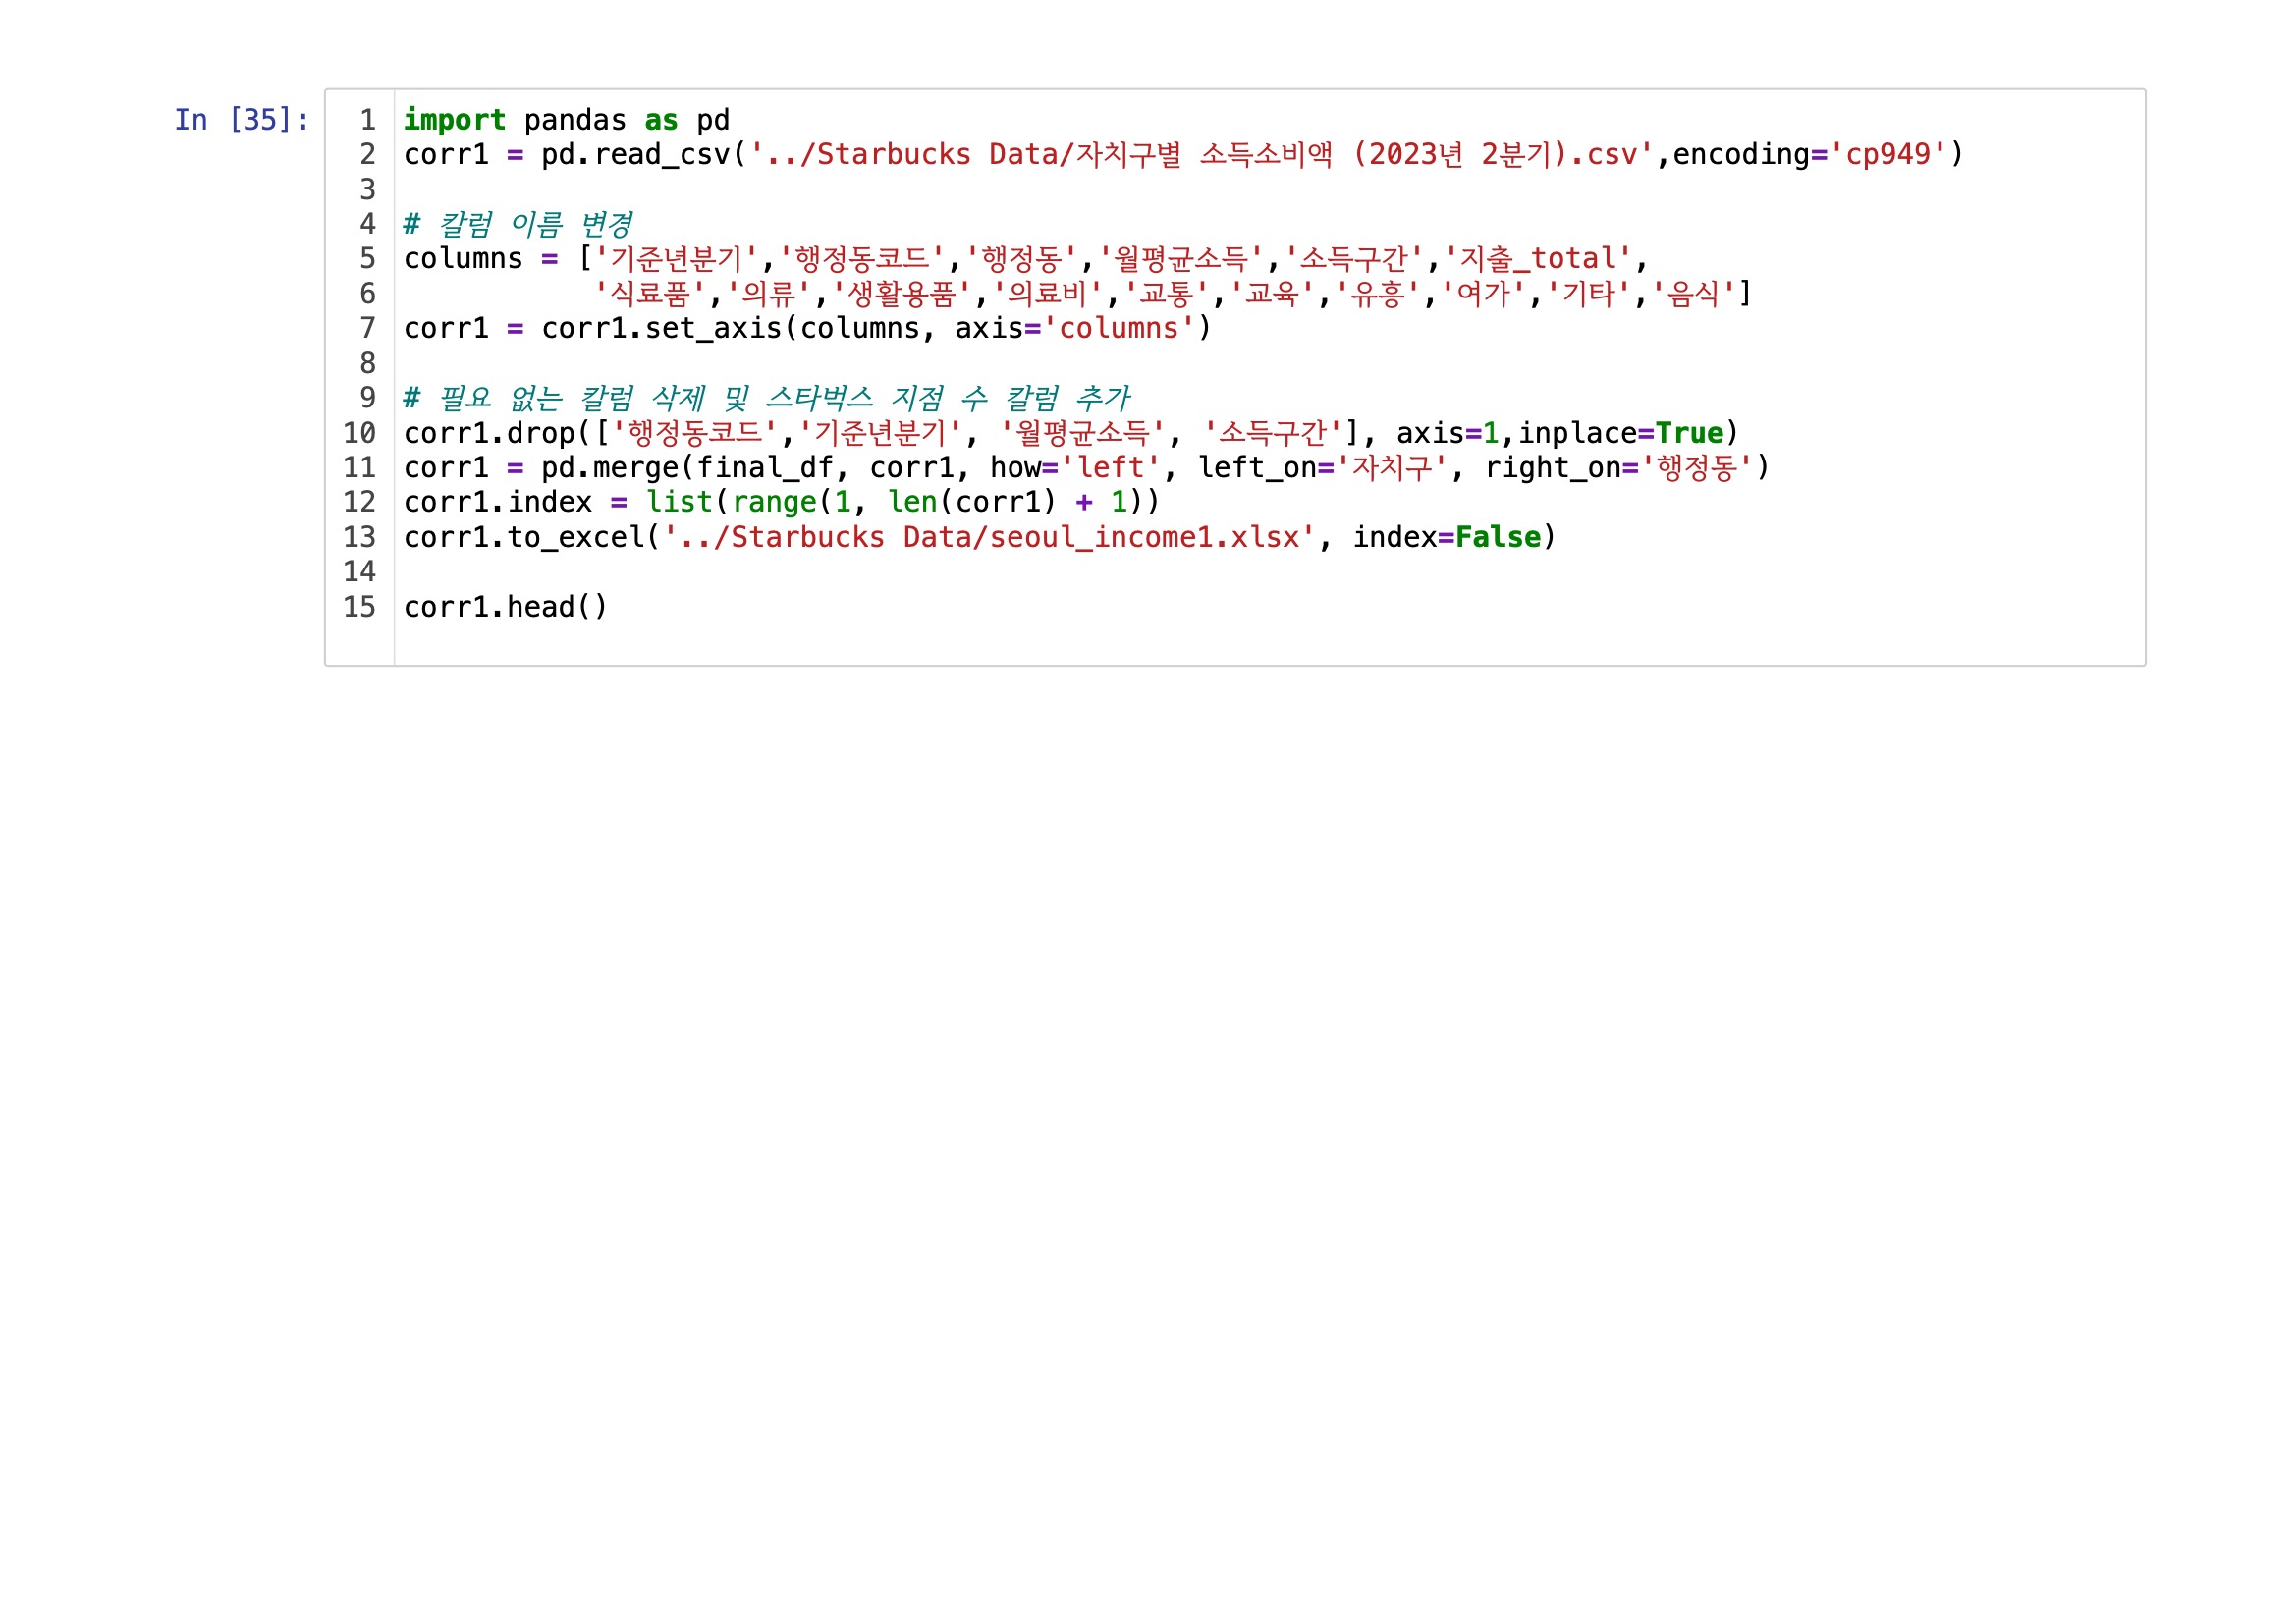 In [35]:
1 import pandas as pd
2 corr1 = pd.read_csv('../Starbucks Data/자치구별 소득소비액 (2023년 2분기).csv',encoding='cp949')
3
4 # 칼럼 이름 변경
5 columns = ['기준년분기','행정동코드','행정동','월평균소득','소득구간','지출_total',
6            '식료품','의류','생활용품','의료비','교통','교육','유흥','여가','기타','음식']
7 corr1 = corr1.set_axis(columns, axis='columns')
8
9 # 필요 없는 칼럼 삭제 및 스타벅스 지점 수 칼럼 추가
10 corr1.drop(['행정동코드','기준년분기', '월평균소득', '소득구간'], axis=1,inplace=True)
11 corr1 = pd.merge(final_df, corr1, how='left', left_on='자치구', right_on='행정동')
12 corr1.index = list(range(1, len(corr1) + 1))
13 corr1.to_excel('../Starbucks Data/seoul_income1.xlsx', index=False)
14
15 corr1.head()